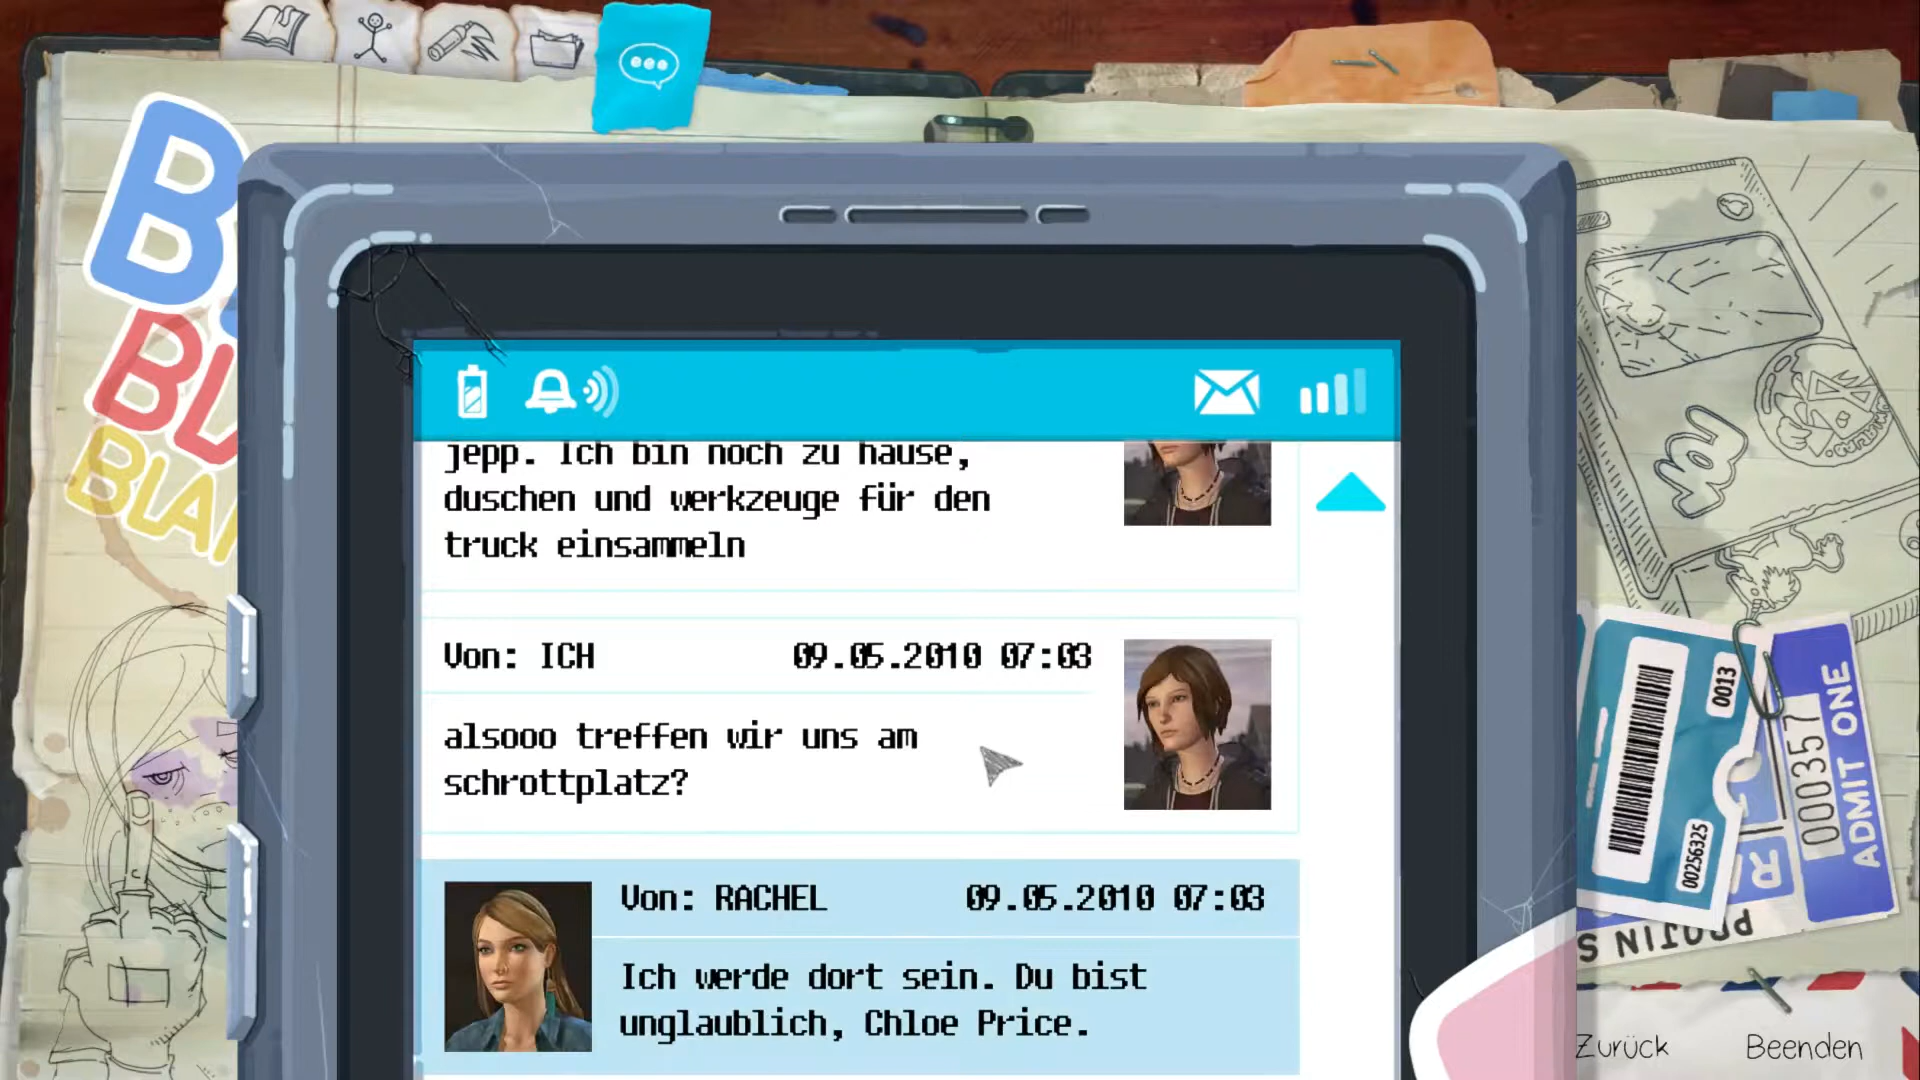 jepp. Ich bin noch zu hause,
duschen und werkzeuge für den
truck einsammeln
Von: ICH 09.05.2010 07:03
alsooo treffen wir uns am
schrottplatz?
Von: RACHEL 09.05.2010 07:03
Ich werde dort sein. Du bist
unglaublich, Chloe Price.
0013
00256325
000357
ADMIT ONE
Zurück
Beenden